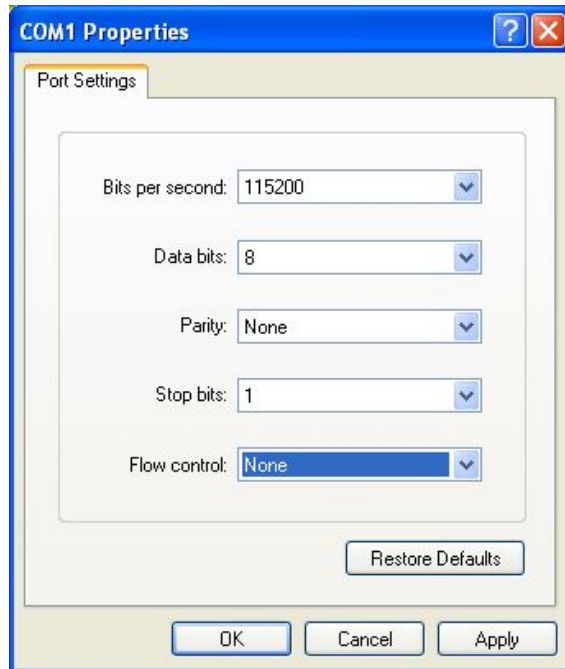 COM1 Properties
Port Settings
Bits per second: 115200
Data bits: 8
Parity: None
Stop bits: 1
Flow control: None
Restore Defaults
OK Cancel Apply